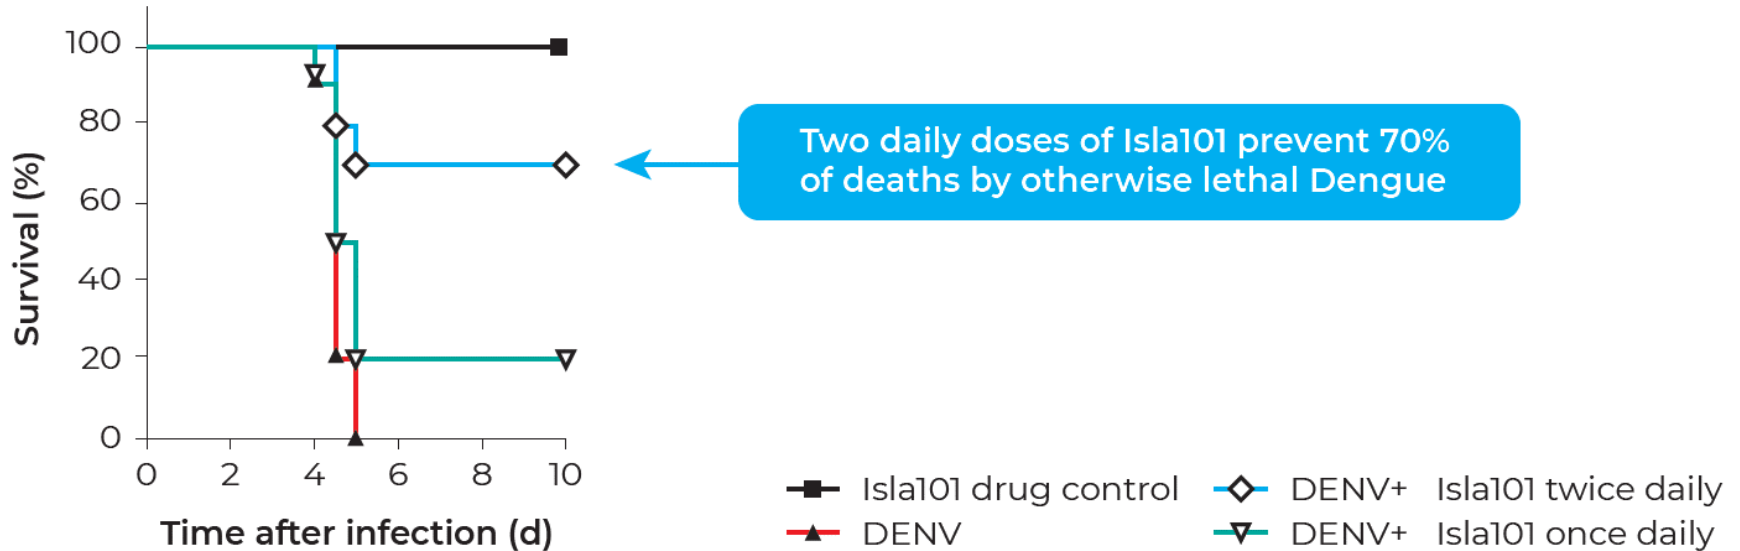 100
80
60
40
20
0
Survival (%)
0 2 4 6 8 10
Time after infection (d)
Two daily doses of Isla101 prevent 70%
of deaths by otherwise lethal Dengue
Isla101 drug control
DENV
DENV+ Isla101 twice daily
DENV+ Isla101 once daily